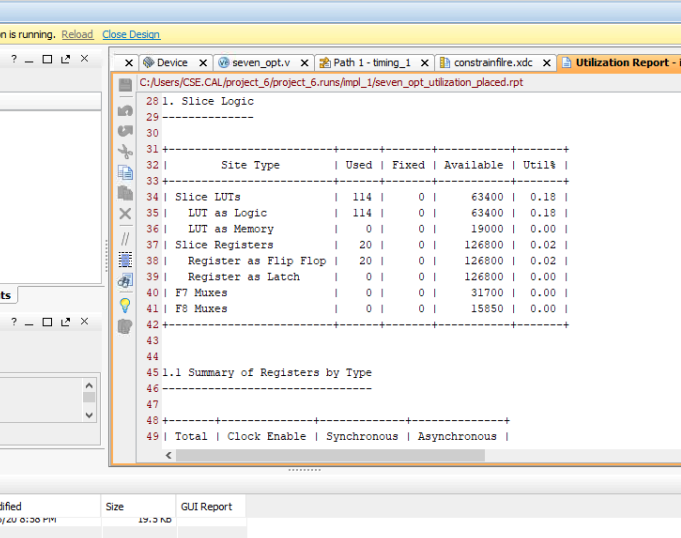 n is running. Reload Close Design
Device seven_opt.v Path 1 - timing_1 constrainfilre.xdc Utilization Report - i
C:/Users/CSE.CAL/project_6/project_6.runs/impl_1/seven_opt_utilization_placed.rpt
28 1. Slice Logic
29 --------------
30
31 +----------------------------+------+-------+-----------+-------+
32 |          Site Type         | Used | Fixed | Available | Util% |
33 +----------------------------+------+-------+-----------+-------+
34 | Slice LUTs                 |  114 |     0 |     63400 |  0.18 |
35 |   LUT as Logic             |  114 |     0 |     63400 |  0.18 |
36 |   LUT as Memory            |    0 |     0 |     19000 |  0.00 |
37 | Slice Registers            |   20 |     0 |    126800 |  0.02 |
38 |   Register as Flip Flop    |   20 |     0 |    126800 |  0.02 |
39 |   Register as Latch        |    0 |     0 |    126800 |  0.00 |
40 | F7 Muxes                   |    0 |     0 |     31700 |  0.00 |
41 | F8 Muxes                   |    0 |     0 |     15850 |  0.00 |
42 +----------------------------+------+-------+-----------+-------+
43
44
45 1.1 Summary of Registers by Type
46 --------------------------------
47
48 +-------+--------------+-------------+--------------+
49 | Total | Clock Enable | Synchronous | Asynchronous |
ts
dified Size GUI Report
/20 8:58 PM 19.5 KB